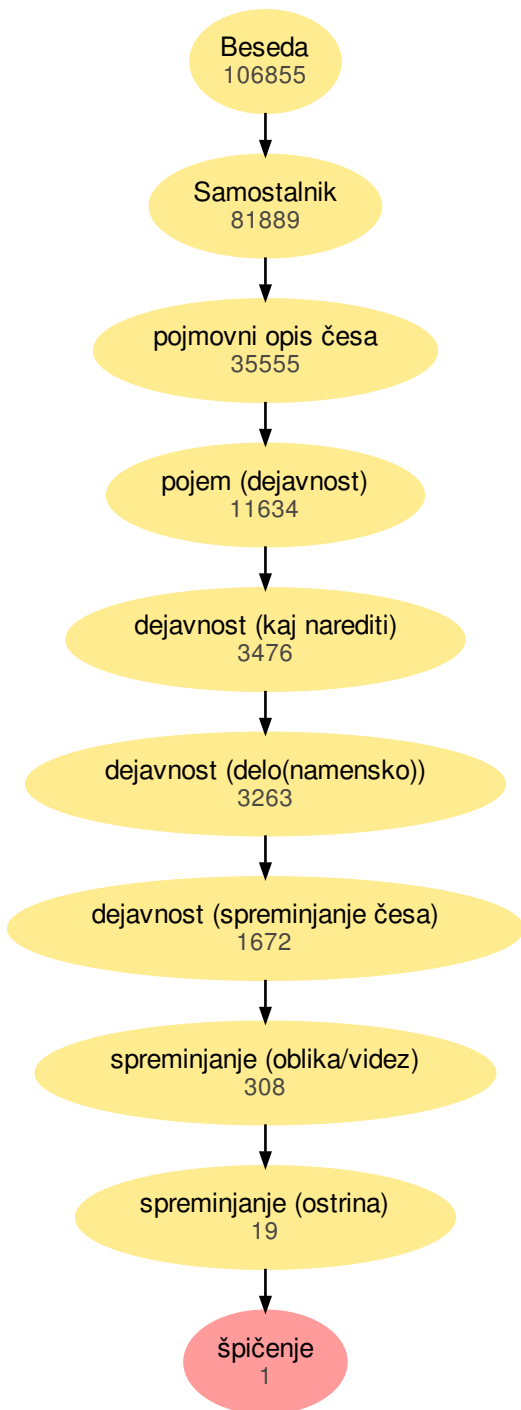 Beseda
106855
Samostalnik
81889
pojmovni opis česa
35555
pojem (dejavnost)
11634
dejavnost (kaj narediti)
3476
dejavnost (delo(namensko))
3263
dejavnost (spreminjanje česa)
1672
spreminjanje (oblika/videz)
308
spreminjanje (ostrina)
19
špičenje
1